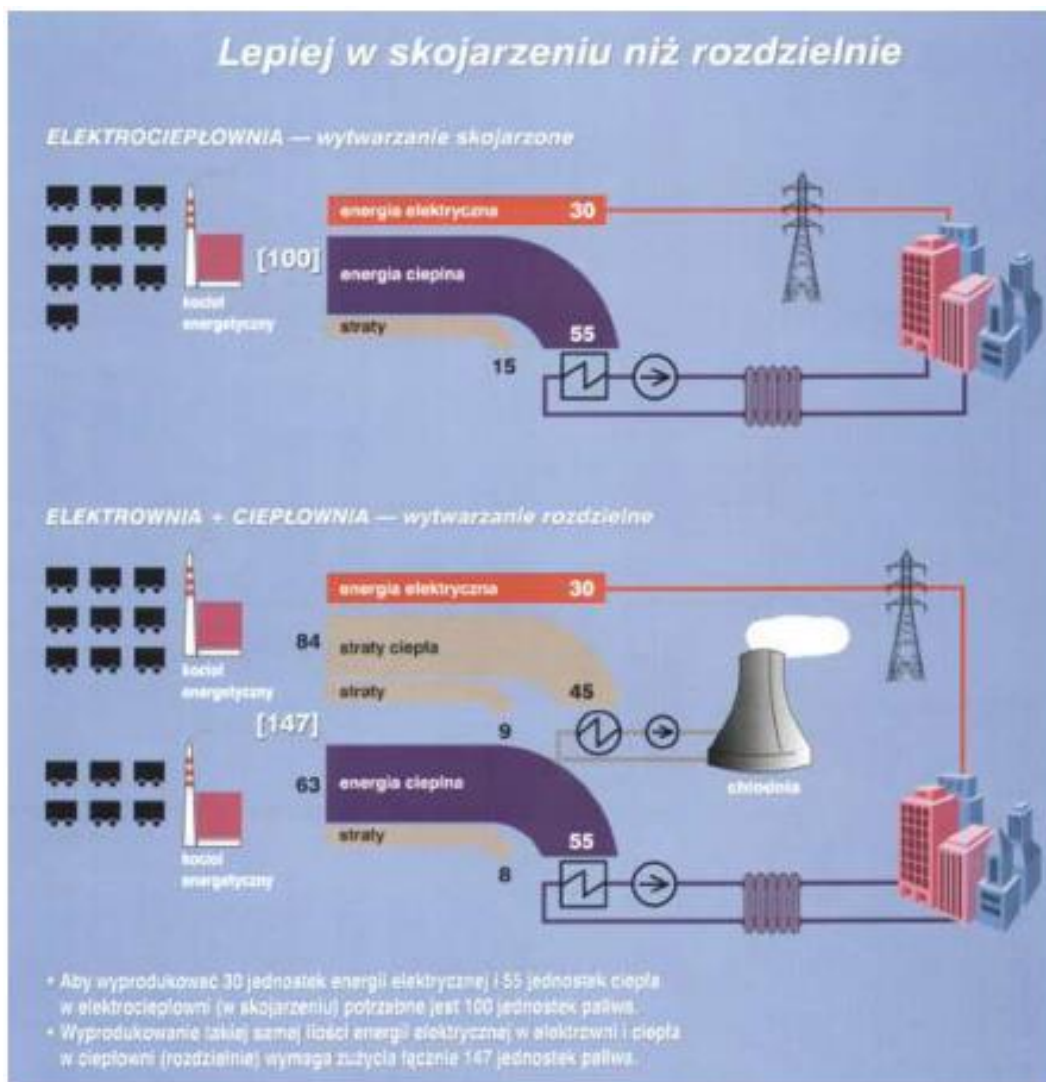 Lepiej w skojarzeniu niż rozdzielnie
ELEKTROCIEPŁOWNIA — wytwarzanie skojarzone
energia elektryczna 30
[100]
energia cieplna
kocioł
energetyczny
straty
55
15
ELEKTROWNIA + CIEPŁOWNIA — wytwarzanie rozdzielne
energia elektryczna 30
84
straty ciepła
kocioł
energetyczny
straty
45
[147]
9
63
energia cieplna
chłodnia
straty
55
kocioł
energetyczny
8
• Aby wyprodukować 30 jednostek energii elektrycznej i 55 jednostek ciepła
w elektrociepłowni (w skojarzeniu) potrzebne jest 100 jednostek paliwa.
• Wyprodukowanie takiej samej ilości energii elektrycznej w elektrowni i ciepła
w ciepłowni (rozdzielnie) wymaga zużycia łącznie 147 jednostek paliwa.